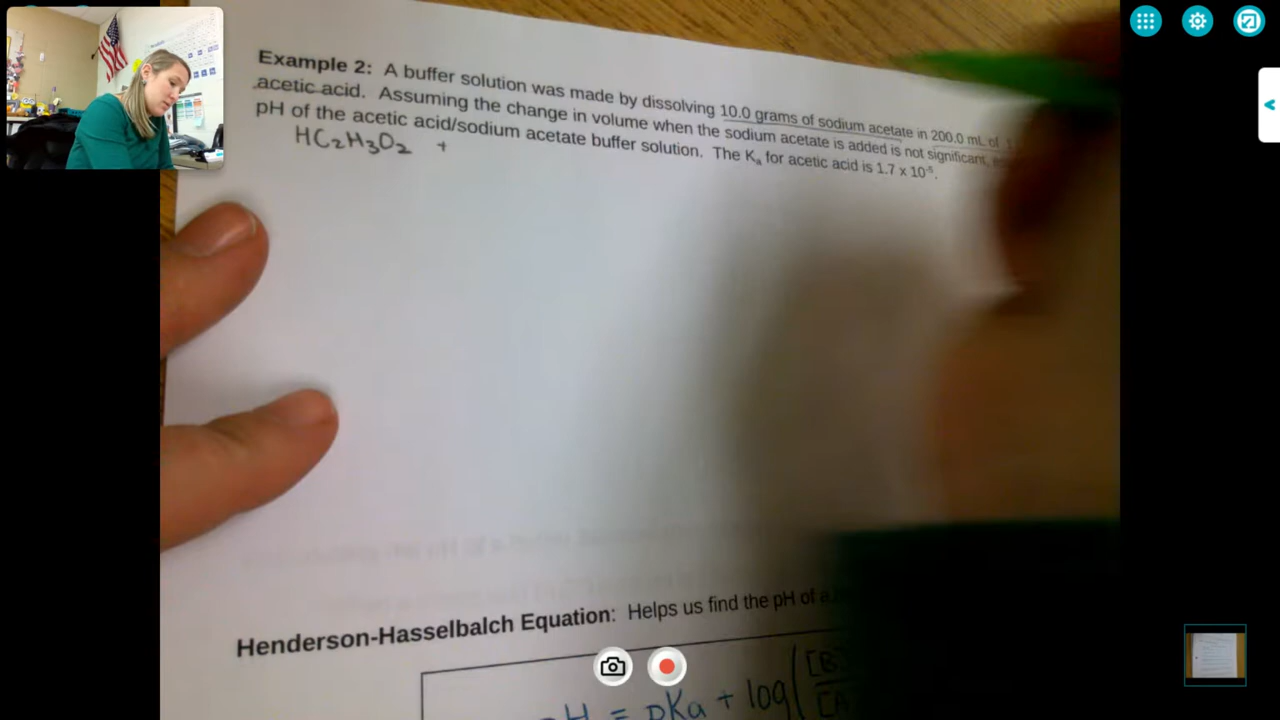 Example 2: A buffer solution was made by dissolving 10.0 grams of sodium acetate in 200.0 mL of
acetic acid. Assuming the change in volume when the sodium acetate is added is not significant,
pH of the acetic acid/sodium acetate buffer solution. The Kₐ for acetic acid is 1.7 x 10⁻⁵.
HC₂H₃O₂ +
Henderson-Hasselbalch Equation: Helps us find the pH of a
pH = pKa + log([B
[A